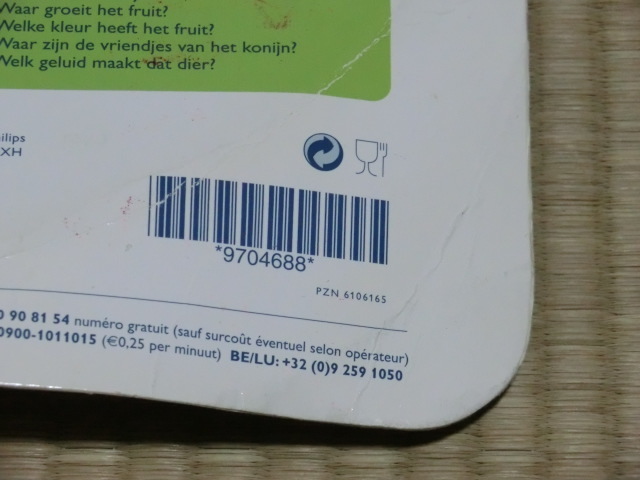 Waar groeit het fruit?
Welke kleur heeft het fruit?
Waar zijn de vriendjes van het konijn?
Welk geluid maakt dat dier?
XH
*9704688*
PZN 6106165
0 90 81 54 numéro gratuit (sauf surcoût éventuel selon opérateur)
0900-1011015 (€0,25 per minuut) BE/LU: +32 (0)9 259 1050